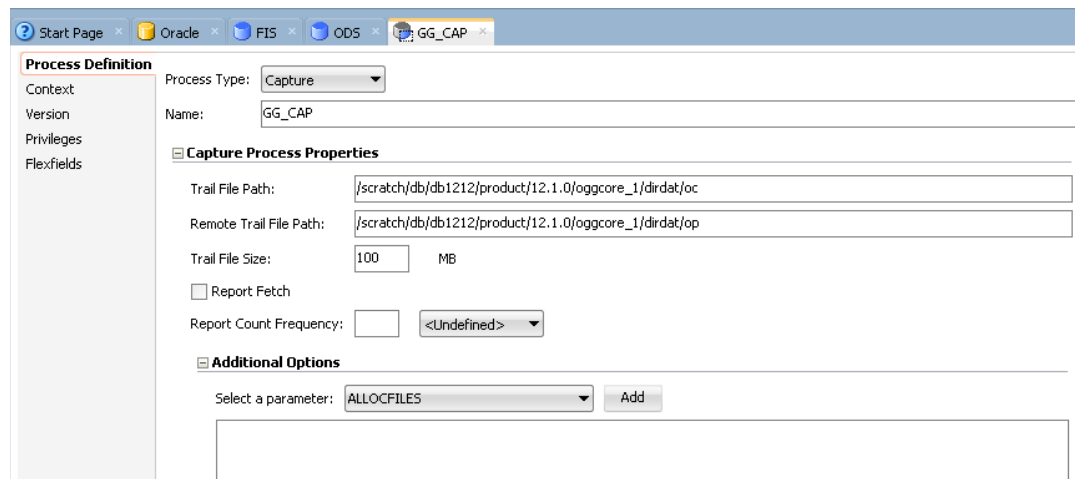 Start Page Oracle FIS ODS GG_CAP
Process Definition
Context
Version
Privileges
Flexfields
Process Type: Capture
Name: GG_CAP
Capture Process Properties
Trail File Path: /scratch/db/db1212/product/12.1.0/oggcore_1/dirdat/oc
Remote Trail File Path: /scratch/db/db1212/product/12.1.0/oggcore_1/dirdat/op
Trail File Size: 100 MB
Report Fetch
Report Count Frequency: <Undefined>
Additional Options
Select a parameter: ALLOCFILES Add